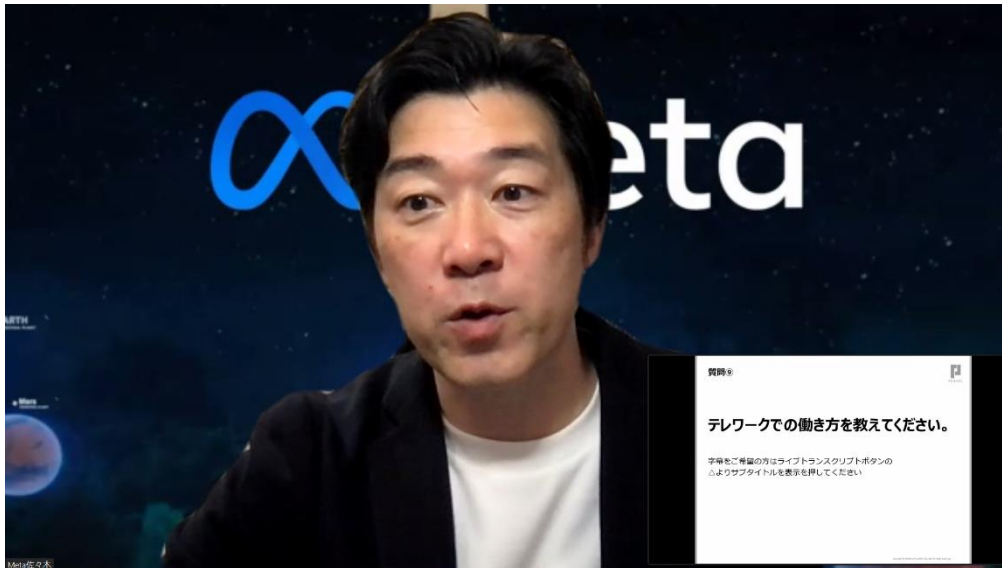 Meta
EARTH
Mars
質問⑨
テレワークでの働き方を教えてください。
字幕をご希望の方はライブトランスクリプトボタンの
△よりサブタイトルを表示を押してください
Meta佐々木